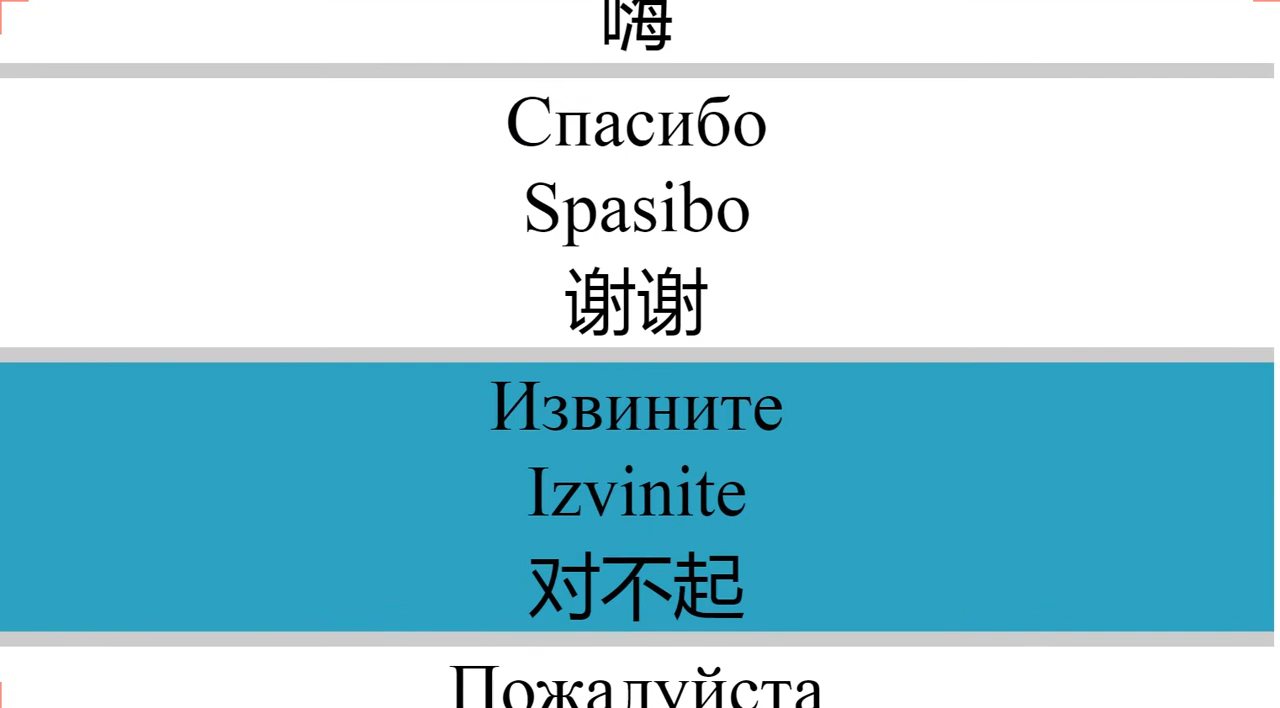 嗨
Спасибо
Spasibo
谢谢
Извините
Izvinite
对不起
Пожалуйста